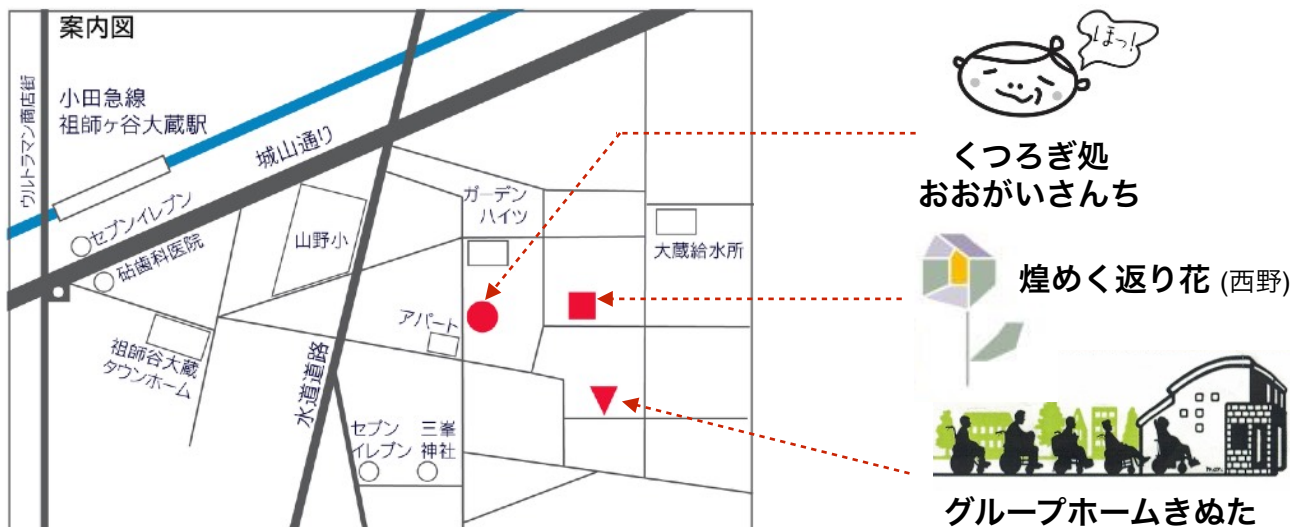 案内図
ウルトラマン商店街
小田急線
祖師ヶ谷大蔵駅
城山通り
セブンイレブン
砧歯科医院
山野小
ガーデン
ハイツ
大蔵給水所
アパート
祖師谷大蔵
タウンホーム
水道道路
セブン
イレブン
三峯
神社
ほっ!
くつろぎ処
おおがいさんち
煌めく返り花 (西野)
グループホームきぬた